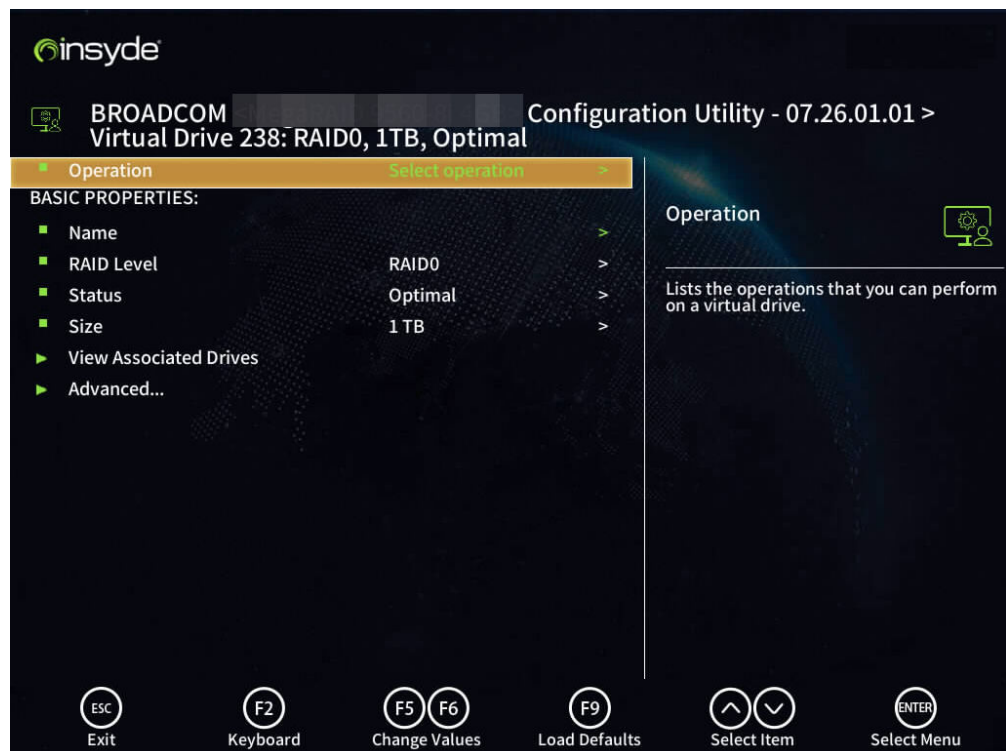 insyde
BROADCOM Configuration Utility - 07.26.01.01 >
Virtual Drive 238: RAID0, 1TB, Optimal
Operation Select operation >
BASIC PROPERTIES:
Name >
RAID Level RAID0 >
Status Optimal >
Size 1 TB >
View Associated Drives
Advanced...
Operation
Lists the operations that you can perform
on a virtual drive.
ESC F2 F5 F6 F9 ENTER
Exit Keyboard Change Values Load Defaults Select Item Select Menu